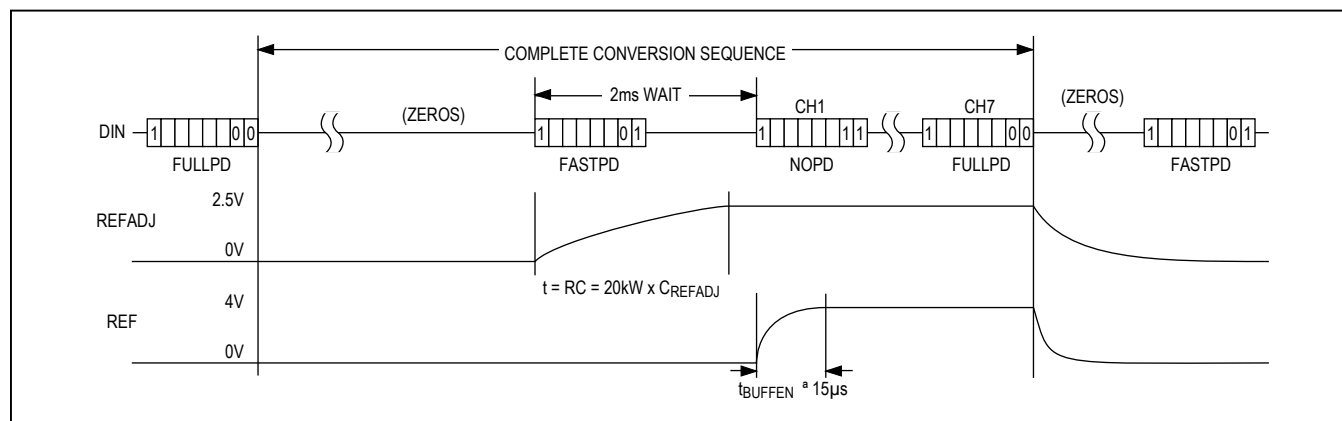 COMPLETE CONVERSION SEQUENCE
2ms WAIT
(ZEROS)
CH1
CH7
(ZEROS)
DIN
1 0 0
1 0 1
1 1 1
1 0 0
1 0 1
FULLPD
FASTPD
NOPD
FULLPD
FASTPD
2.5V
REFADJ
0V
t = RC = 20kW x CREFADJ
4V
REF
0V
tBUFFEN ª 15µs